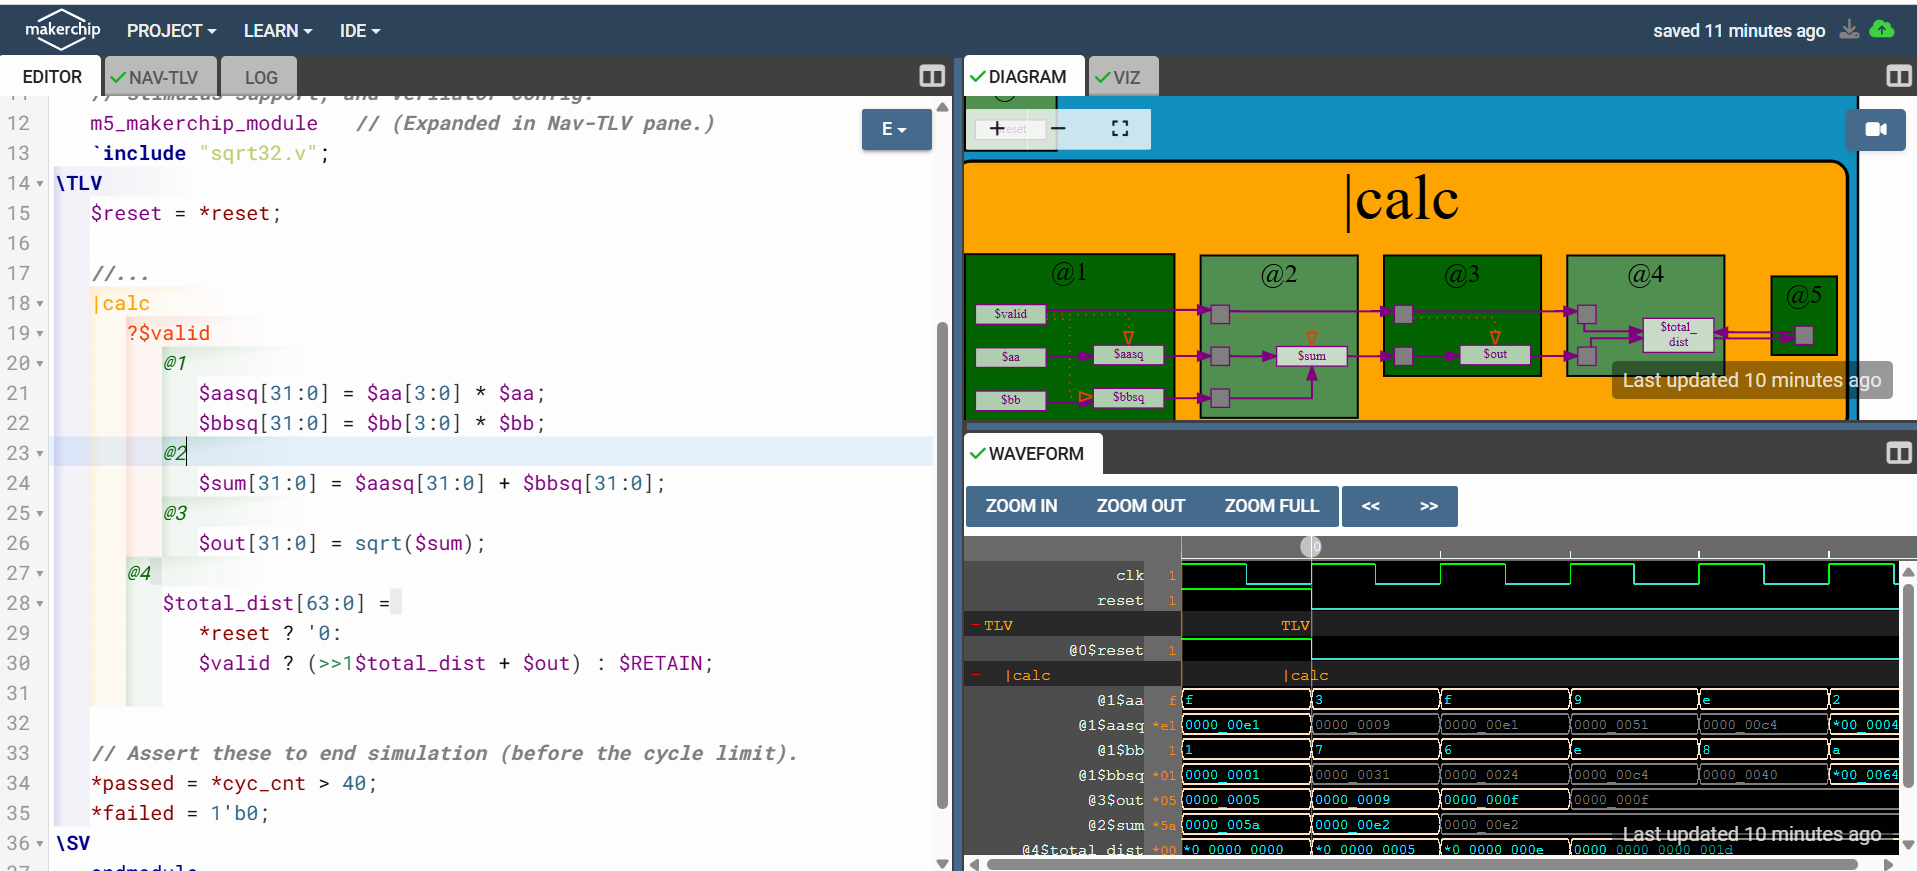 makerchip PROJECT LEARN IDE saved 11 minutes ago
EDITOR NAV-TLV LOG
// stimulus support, and Verilator config.
12 m5_makerchip_module // (Expanded in Nav-TLV pane.)
13 `include "sqrt32.v";
14 \TLV
15 $reset = *reset;
16
17 //...
18 |calc
19 ?$valid
20 @1
21 $aasq[31:0] = $aa[3:0] * $aa;
22 $bbsq[31:0] = $bb[3:0] * $bb;
23 @2
24 $sum[31:0] = $aasq[31:0] + $bbsq[31:0];
25 @3
26 $out[31:0] = sqrt($sum);
27 @4
28 $total_dist[63:0] =
29 *reset ? '0:
30 $valid ? (>>1$total_dist + $out) : $RETAIN;
31
32
33 // Assert these to end simulation (before the cycle limit).
34 *passed = *cyc_cnt > 40;
35 *failed = 1'b0;
36 \SV
endmodule
E
DIAGRAM VIZ
+ − reset
|calc
@1 @2 @3 @4 @5
$valid
$aa $aasq $sum $out $total_
dist
$bb $bbsq
Last updated 10 minutes ago
WAVEFORM
ZOOM IN ZOOM OUT ZOOM FULL << >>
0
clk 1
reset 1
TLV TLV
@0$reset 1
|calc |calc
@1$aa f f 3 f 9 e 2
@1$aasq *e1 0000_00e1 0000_0009 0000_00e1 0000_0051 0000_00c4 *00_0004
@1$bb 1 1 7 6 e 8 a
@1$bbsq *01 0000_0001 0000_0031 0000_0024 0000_00c4 0000_0040 *00_0064
@3$out *05 0000_0005 0000_0009 0000_000f 0000_000f
@2$sum *5a 0000_005a 0000_00e2 0000_00e2
Last updated 10 minutes ago
@4$total_dist *00 *0_0000_0000 *0_0000_0005 *0_0000_000e 0000_0000_0000_001d